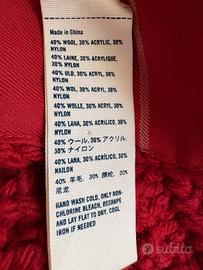 Made in China
40% WOOL, 30% ACRYLIC, 30%
NYLON
40% LAINE, 30% ACRYLIQUE,
30% NYLON
40% ULD, 30% ACRYL, 30%
NYLON
40% WOL, 30% ACRYL, 30%
NYLON
40% WOLLE, 30% ACRYL, 30%
NYLON
40% LANA, 30% ACRILICO, 30%
NYLON
40% ウール, 30% アクリル,
30% ナイロン
40% LANA, 30% ACRÍLICO, 30%
NAILON
40% 羊毛, 30% 腈纶, 30%
尼龙
HAND WASH COLD, ONLY NON-
CHLORINE BLEACH, RESHAPE
AND LAY FLAT TO DRY, COOL
IRON IF NEEDED
subito